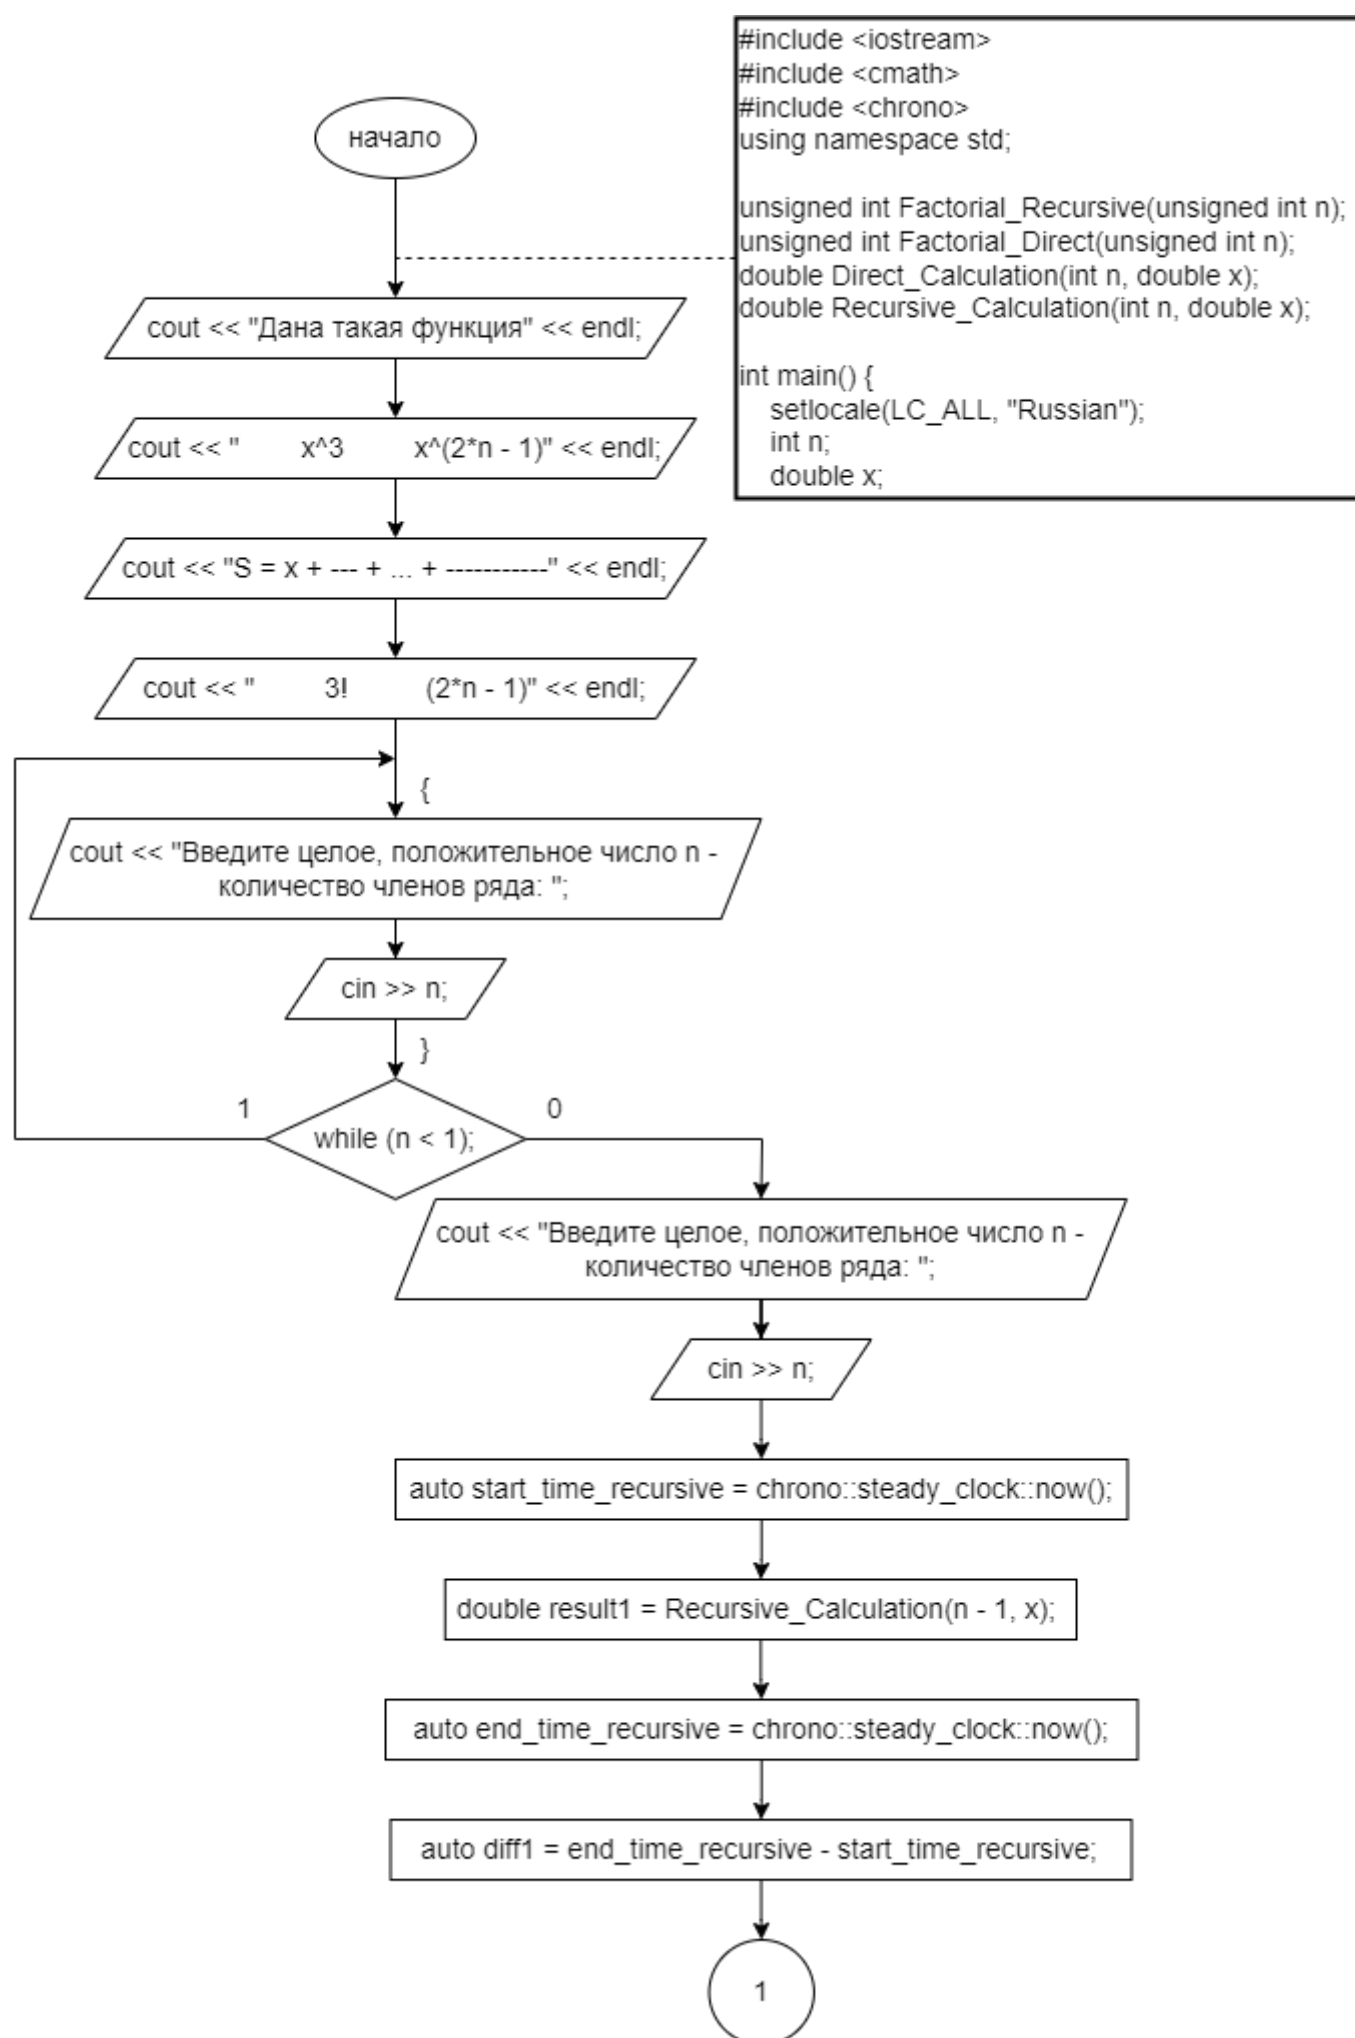 #include <iostream>
#include <cmath>
#include <chrono>
using namespace std;
unsigned int Factorial_Recursive(unsigned int n);
unsigned int Factorial_Direct(unsigned int n);
double Direct_Calculation(int n, double x);
double Recursive_Calculation(int n, double x);
int main() {
setlocale(LC_ALL, "Russian");
int n;
double x;
начало
cout << "Дана такая функция" << endl;
cout << "         x^3         x^(2*n - 1)" << endl;
cout << "S = x + --- + ... + -----------" << endl;
cout << "         3!          (2*n - 1)" << endl;
{
cout << "Введите целое, положительное число n -
количество членов ряда: ";
cin >> n;
}
1
0
while (n < 1);
cout << "Введите целое, положительное число n -
количество членов ряда: ";
cin >> n;
auto start_time_recursive = chrono::steady_clock::now();
double result1 = Recursive_Calculation(n - 1, x);
auto end_time_recursive = chrono::steady_clock::now();
auto diff1 = end_time_recursive - start_time_recursive;
1